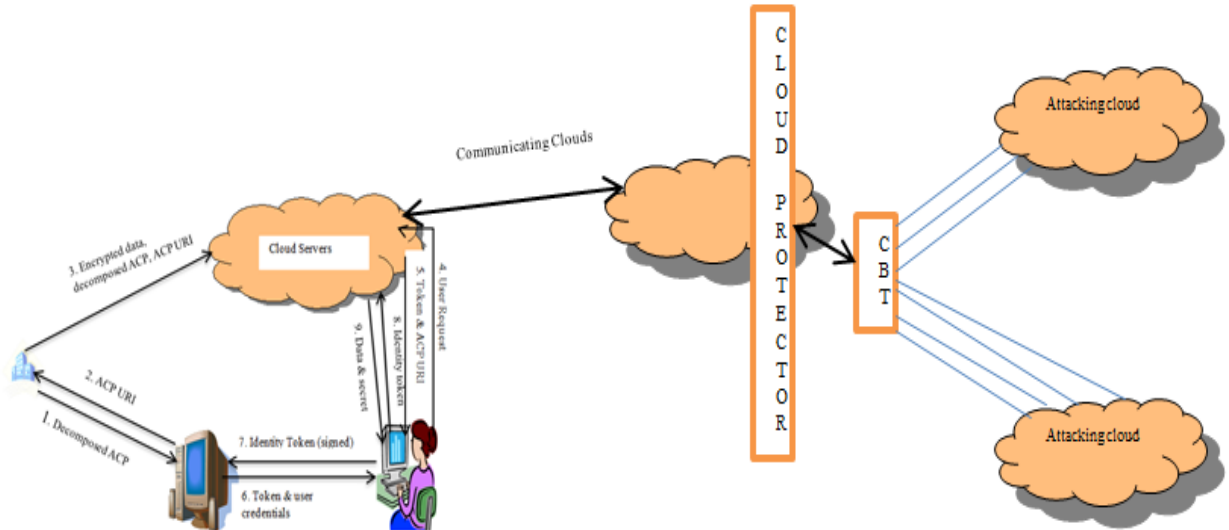 Communicating Clouds
C
L
O
U
D
P
R
O
T
E
C
T
O
R
Attacking cloud
C
B
T
Attacking cloud
Cloud Servers
3. Encrypted data,
decomposed ACP, ACP URI
4. User Request
5. Token & ACP URI
8. Identity token
9. Data & secret
2. ACP URI
1. Decomposed ACP
7. Identity Token (signed)
6. Token & user
credentials